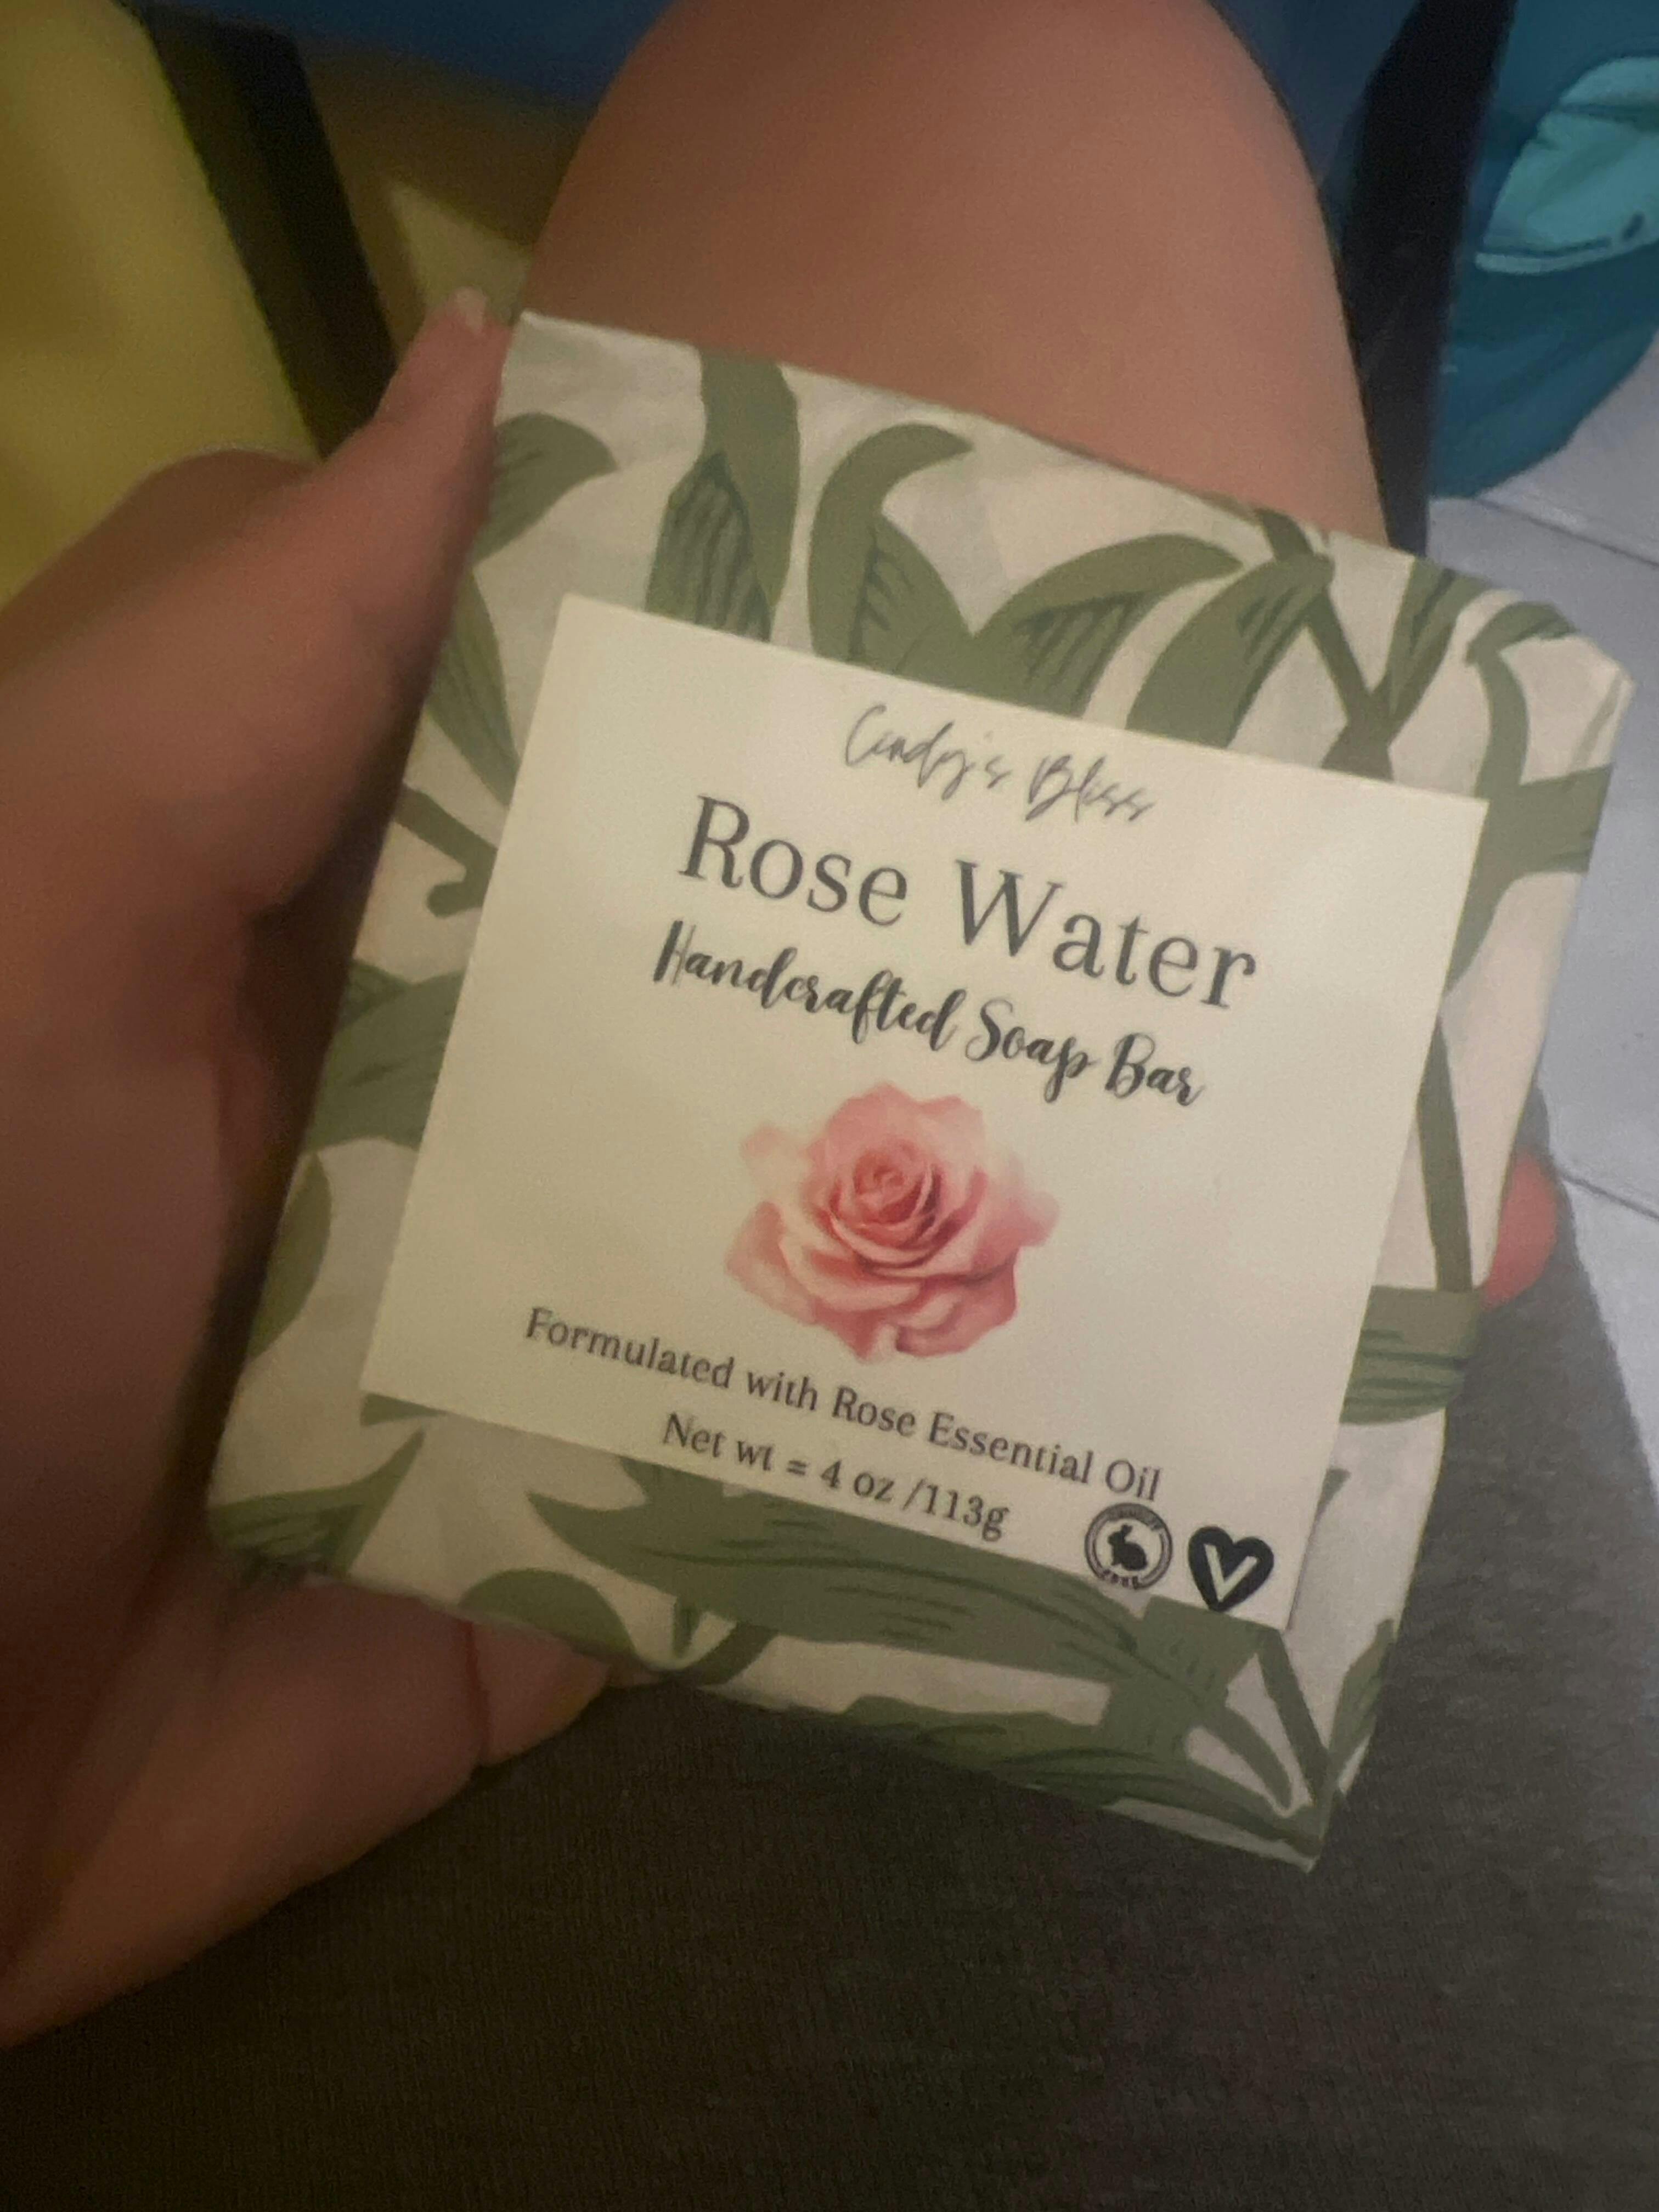 Cindy's Bliss
Rose Water
Handcrafted Soap Bar
Formulated with Rose Essential Oil
Net wt = 4 oz /113g
V